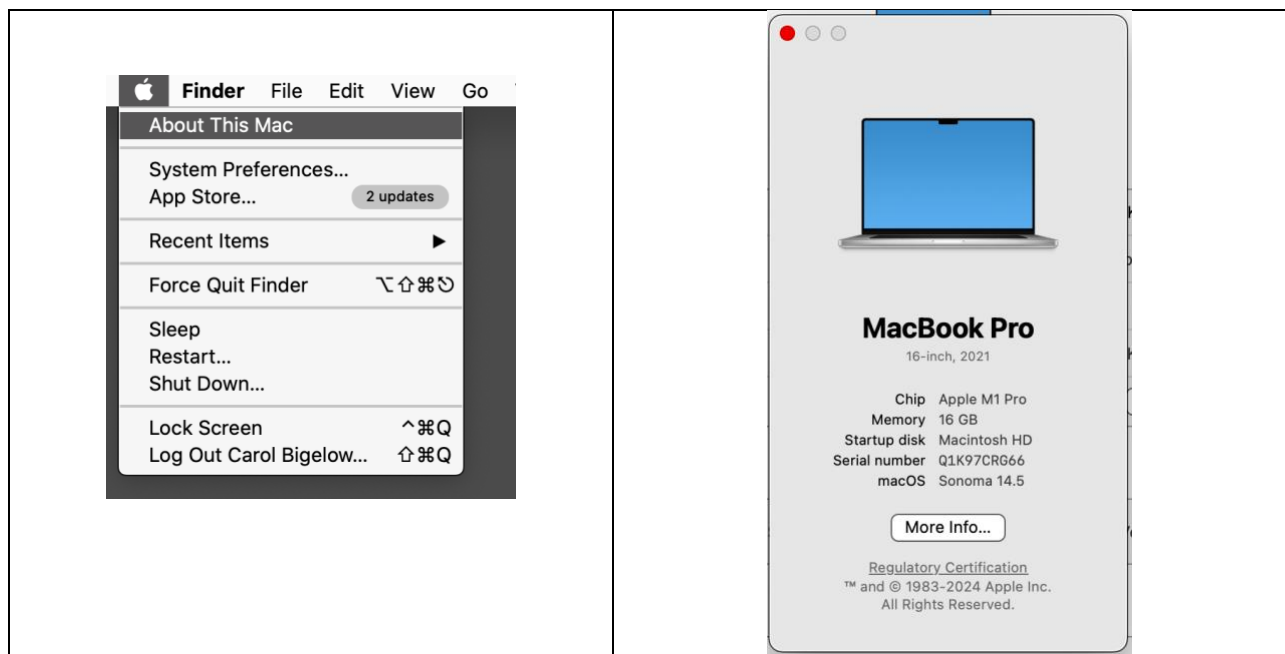 Finder File Edit View Go
About This Mac
System Preferences...
App Store... 2 updates
Recent Items ▶
Force Quit Finder ⌥⇧⌘⎋
Sleep
Restart...
Shut Down...
Lock Screen ^⌘Q
Log Out Carol Bigelow... ⇧⌘Q
MacBook Pro
16-inch, 2021
Chip Apple M1 Pro
Memory 16 GB
Startup disk Macintosh HD
Serial number Q1K97CRG66
macOS Sonoma 14.5
More Info...
Regulatory Certification
™ and © 1983-2024 Apple Inc.
All Rights Reserved.